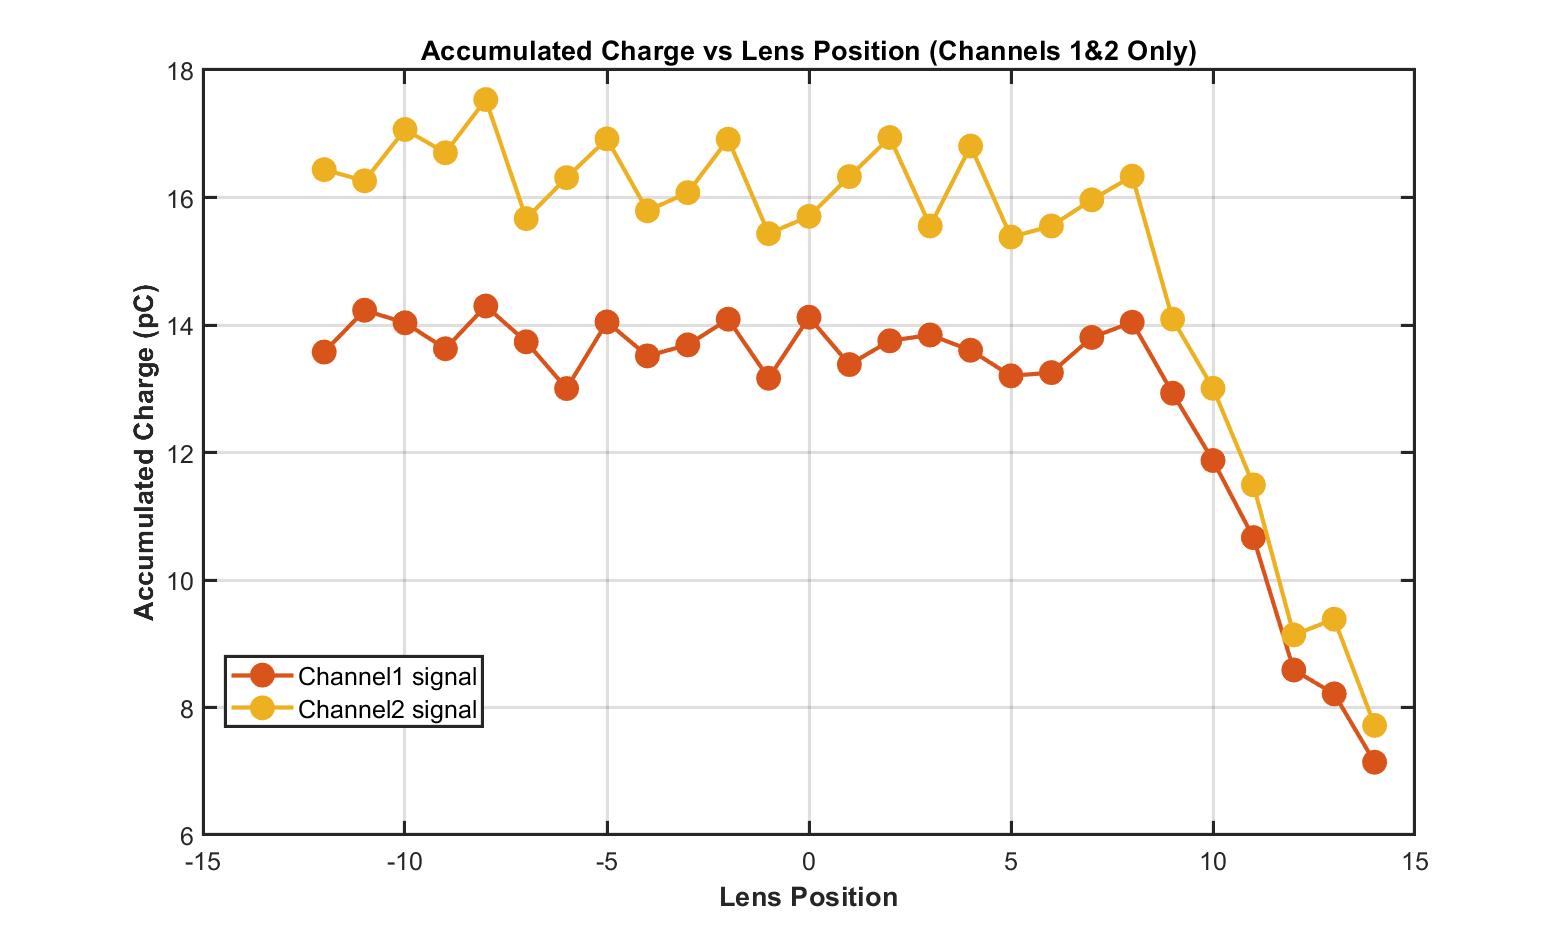 Accumulated Charge vs Lens Position (Channels 1&2 Only)
18
16
14
12
10
8
6
Accumulated Charge (pC)
Channel1 signal
Channel2 signal
-15 -10 -5 0 5 10 15
Lens Position